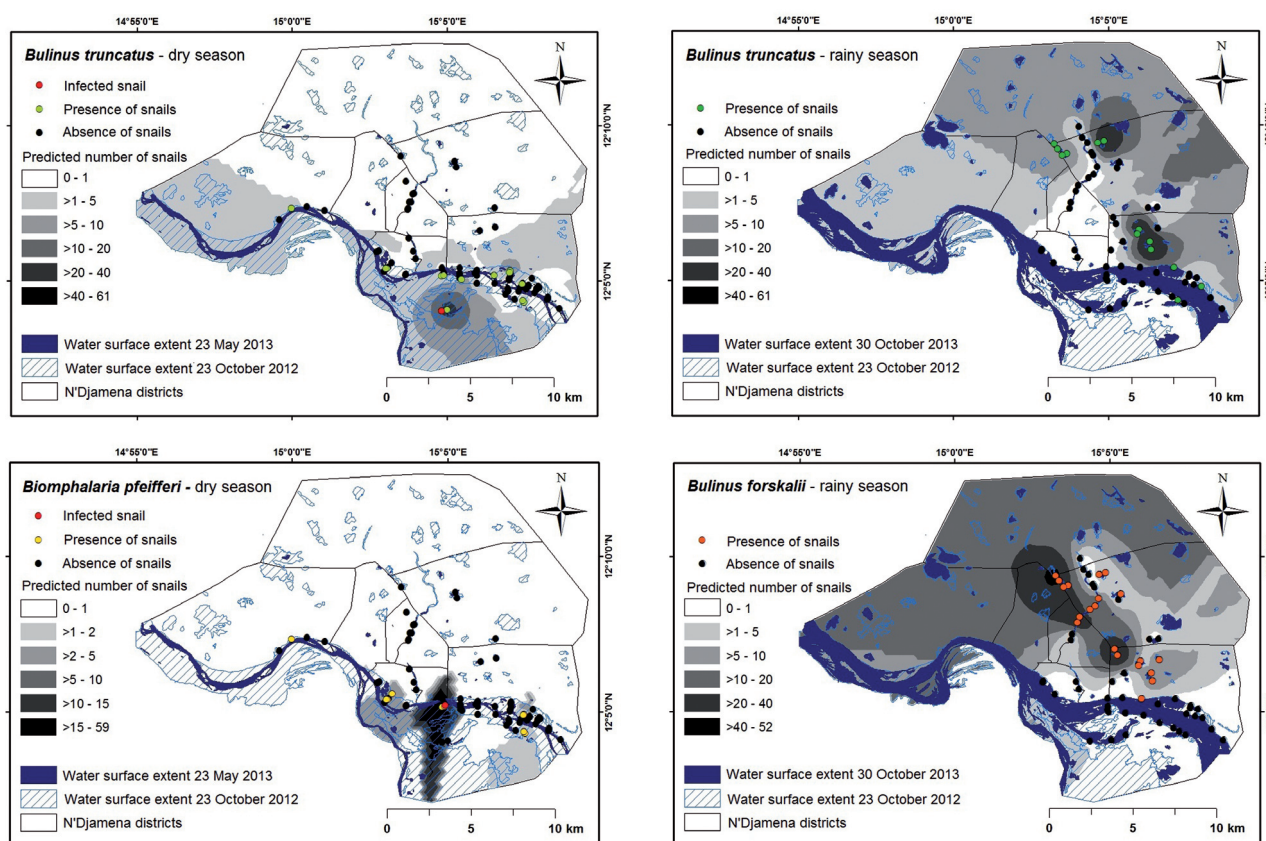 14°55'0"E 15°0'0"E 15°5'0"E
Bulinus truncatus - dry season
N
Infected snail
Presence of snails
Absence of snails
12°10'0"N
Predicted number of snails
0 - 1
>1 - 5
>5 - 10
>10 - 20
>20 - 40
>40 - 61
12°5'0"N
Water surface extent 23 May 2013
Water surface extent 23 October 2012
N'Djamena districts
0 5 10 km
14°55'0"E 15°0'0"E 15°5'0"E
Bulinus truncatus - rainy season
N
Presence of snails
Absence of snails
Predicted number of snails
0 - 1
>1 - 5
>5 - 10
>10 - 20
>20 - 40
>40 - 61
Water surface extent 30 October 2013
Water surface extent 23 October 2012
N'Djamena districts
0 5 10 km
14°55'0"E 15°0'0"E 15°5'0"E
Biomphalaria pfeifferi - dry season
N
Infected snail
Presence of snails
Absence of snails
12°10'0"N
Predicted number of snails
0 - 1
>1 - 2
>2 - 5
>5 - 10
>10 - 15
>15 - 59
12°5'0"N
Water surface extent 23 May 2013
Water surface extent 23 October 2012
N'Djamena districts
0 5 10 km
14°55'0"E 15°0'0"E 15°5'0"E
Bulinus forskalii - rainy season
N
Presence of snails
Absence of snails
12°10'0"N
Predicted number of snails
0 - 1
>1 - 5
>5 - 10
>10 - 20
>20 - 40
>40 - 52
12°5'0"N
Water surface extent 30 October 2013
Water surface extent 23 October 2012
N'Djamena districts
0 5 10 km